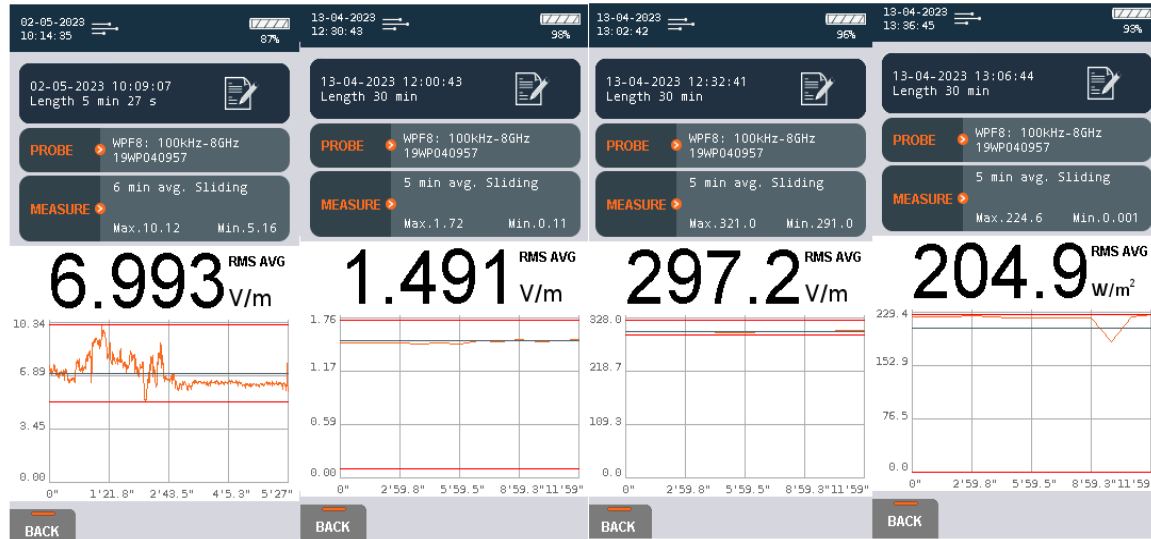 02-05-2023
10:14:35
87%
02-05-2023 10:09:07
Length 5 min 27 s
PROBE
WPF8: 100kHz-8GHz
19WP040957
6 min avg. Sliding
MEASURE
Max.10.12 Min.5.16
6.993 RMS AVG V/m
10.34
6.89
3.45
0.00
0" 1'21.8" 2'43.5" 4'5.3" 5'27"
BACK
13-04-2023
12:30:43
98%
13-04-2023 12:00:43
Length 30 min
PROBE
WPF8: 100kHz-8GHz
19WP040957
5 min avg. Sliding
MEASURE
Max.1.72 Min.0.11
1.491 RMS AVG V/m
1.76
1.17
0.59
0.00
0" 2'59.8" 5'59.5" 8'59.3" 11'59"
BACK
13-04-2023
13:02:42
96%
13-04-2023 12:32:41
Length 30 min
PROBE
WPF8: 100kHz-8GHz
19WP040957
5 min avg. Sliding
MEASURE
Max.321.0 Min.291.0
297.2 RMS AVG V/m
328.0
218.7
109.3
0.0
0" 2'59.8" 5'59.5" 8'59.3" 11'59"
BACK
13-04-2023
13:36:45
93%
13-04-2023 13:06:44
Length 30 min
PROBE
WPF8: 100kHz-8GHz
19WP040957
5 min avg. Sliding
MEASURE
Max.224.6 Min.0.001
204.9 RMS AVG W/m²
229.4
152.9
76.5
0.0
0" 2'59.8" 5'59.5" 8'59.3" 11'59"
BACK